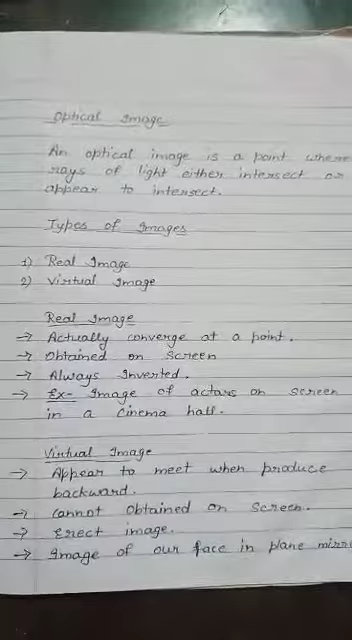 Optical Image
An optical image is a point where
rays of light either intersect or
appear to intersect.
Types of Images
1) Real Image
2) Virtual Image
Real Image
→ Actually converge at a point.
→ Obtained on Screen
→ Always Inverted.
→ Ex- Image of actars on screen
in a cinema hall.
Virtual Image
→ Appear to meet when produce
backward.
→ Cannot Obtained on Screen.
→ Erect image.
→ Image of our face in plane mirr